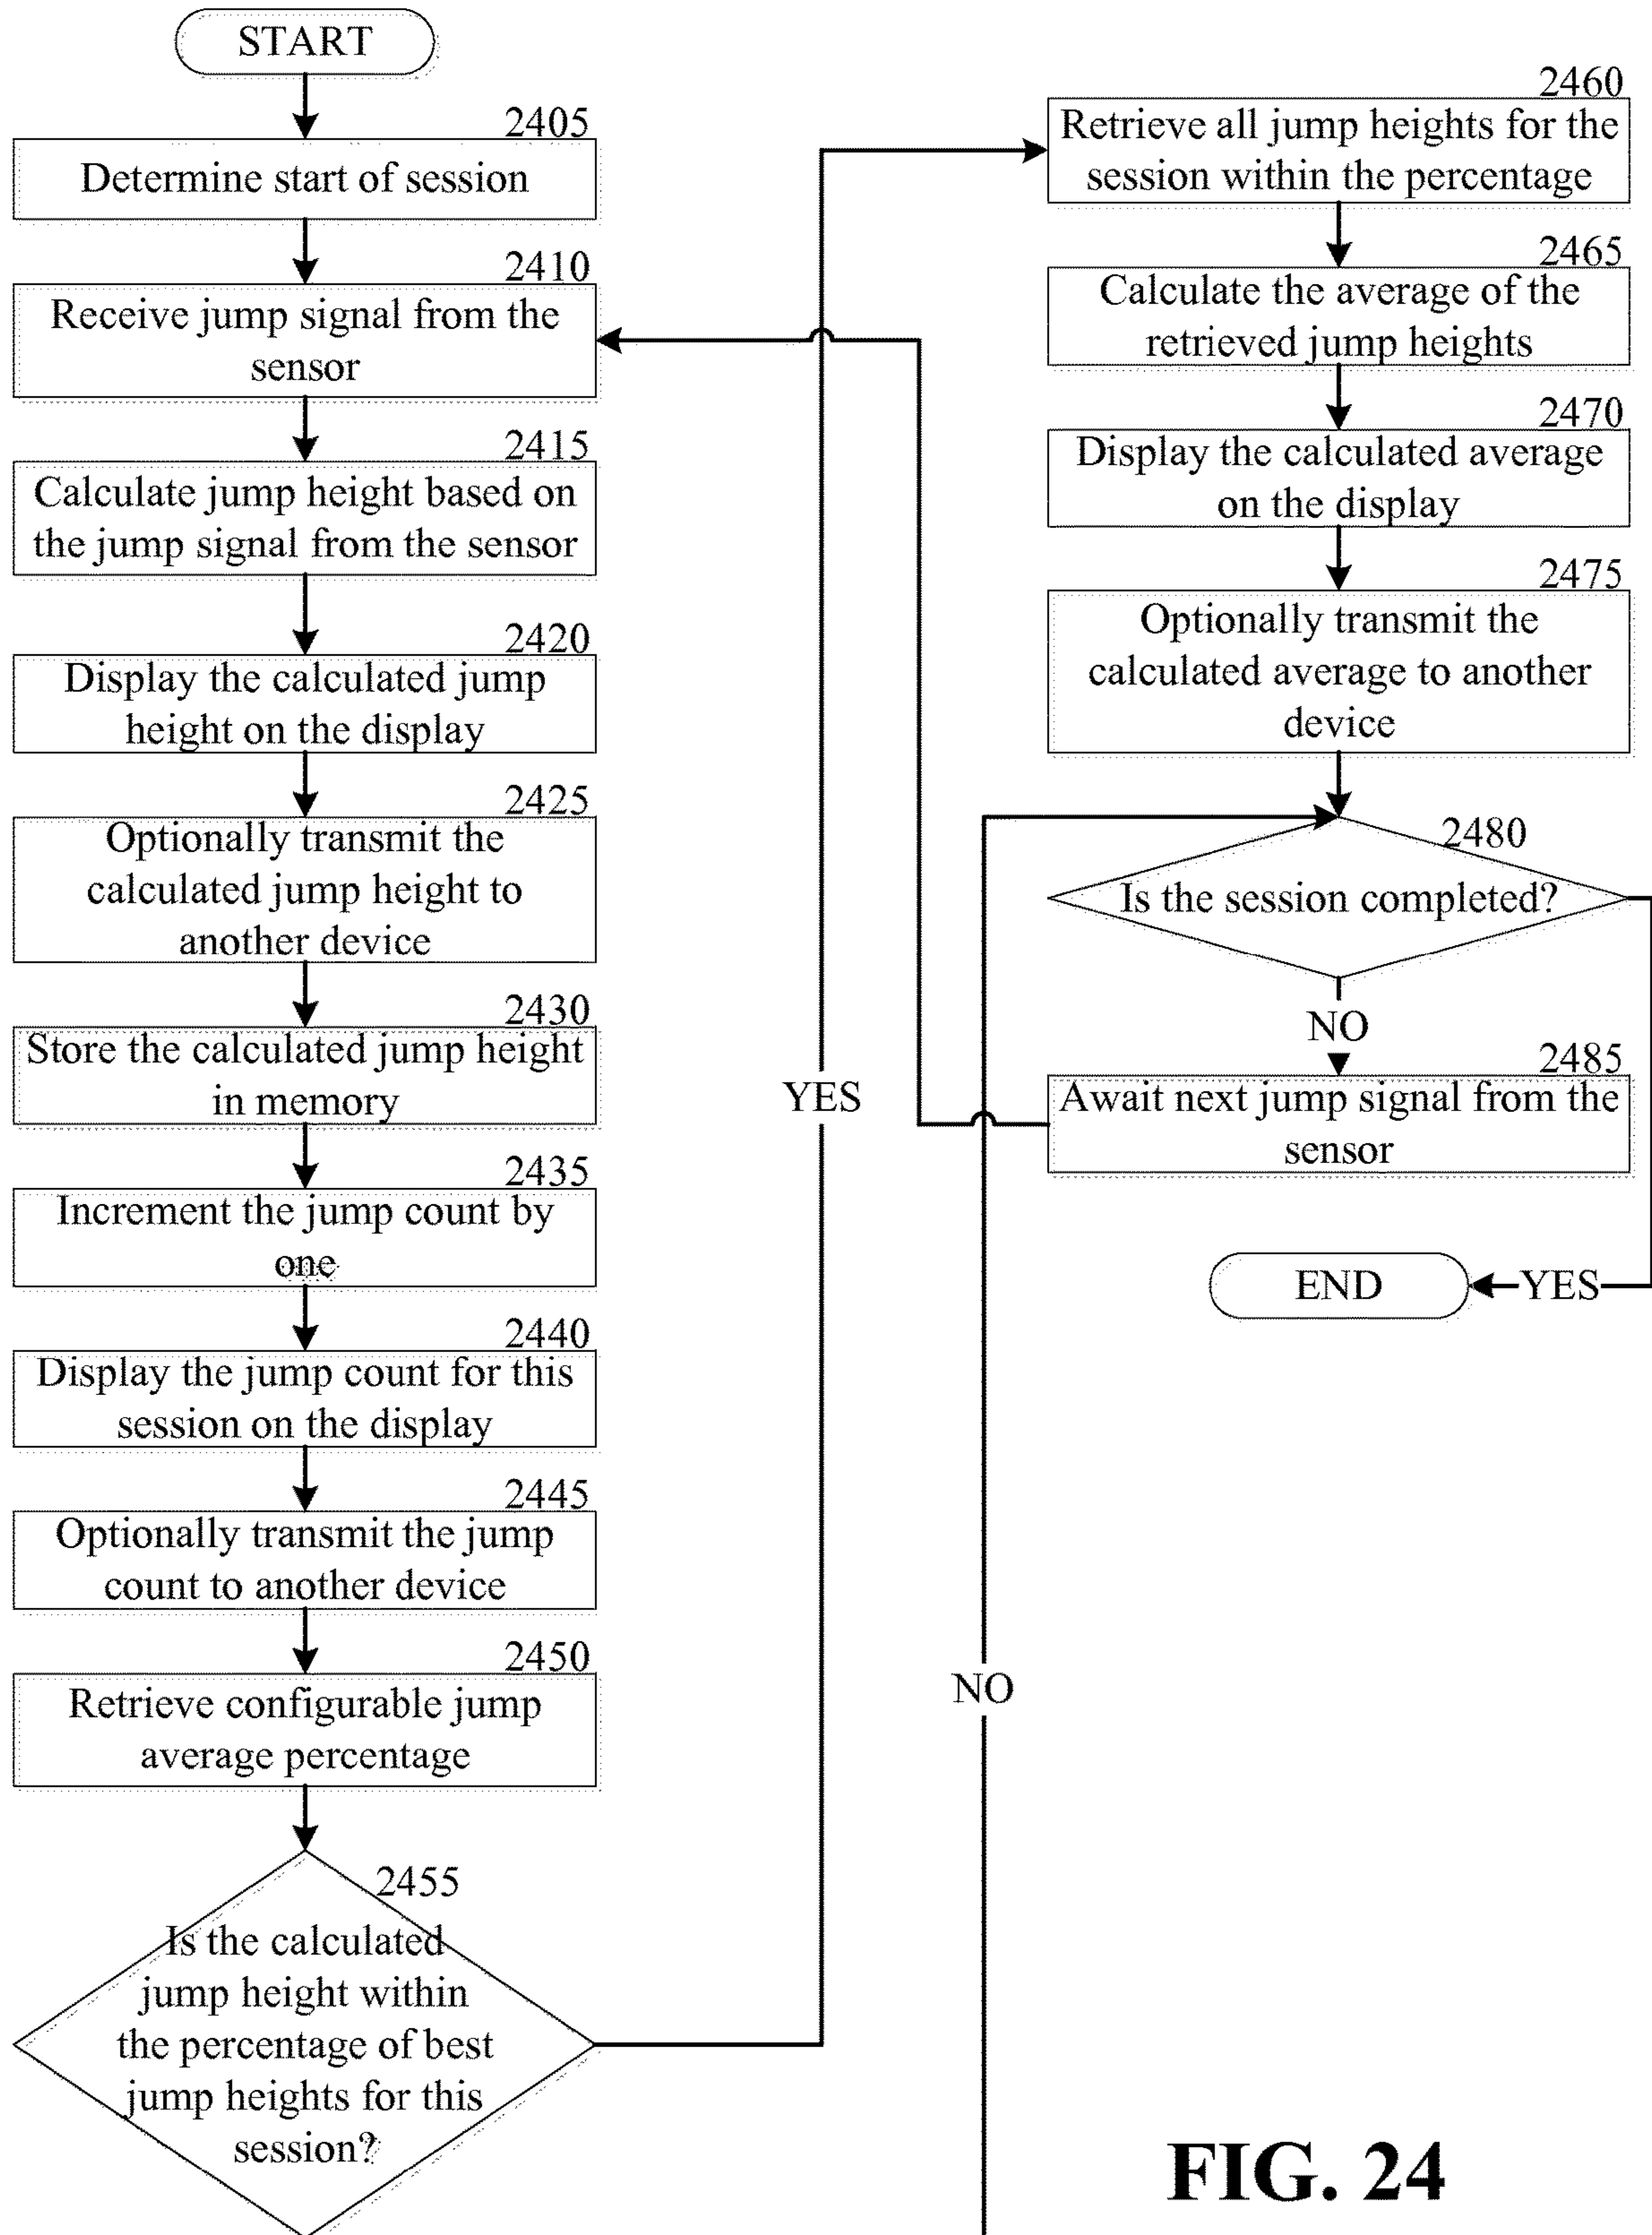 START
2405
Determine start of session
2410
Receive jump signal from the
sensor
2415
Calculate jump height based on
the jump signal from the sensor
2420
Display the calculated jump
height on the display
2425
Optionally transmit the
calculated jump height to
another device
2430
Store the calculated jump height
in memory
2435
Increment the jump count by
one
2440
Display the jump count for this
session on the display
2445
Optionally transmit the jump
count to another device
2450
Retrieve configurable jump
average percentage
2455
Is the calculated
jump height within
the percentage of best
jump heights for this
session?
YES
NO
2460
Retrieve all jump heights for the
session within the percentage
2465
Calculate the average of the
retrieved jump heights
2470
Display the calculated average
on the display
2475
Optionally transmit the
calculated average to another
device
2480
Is the session completed?
NO
2485
Await next jump signal from the
sensor
YES
END
FIG. 24